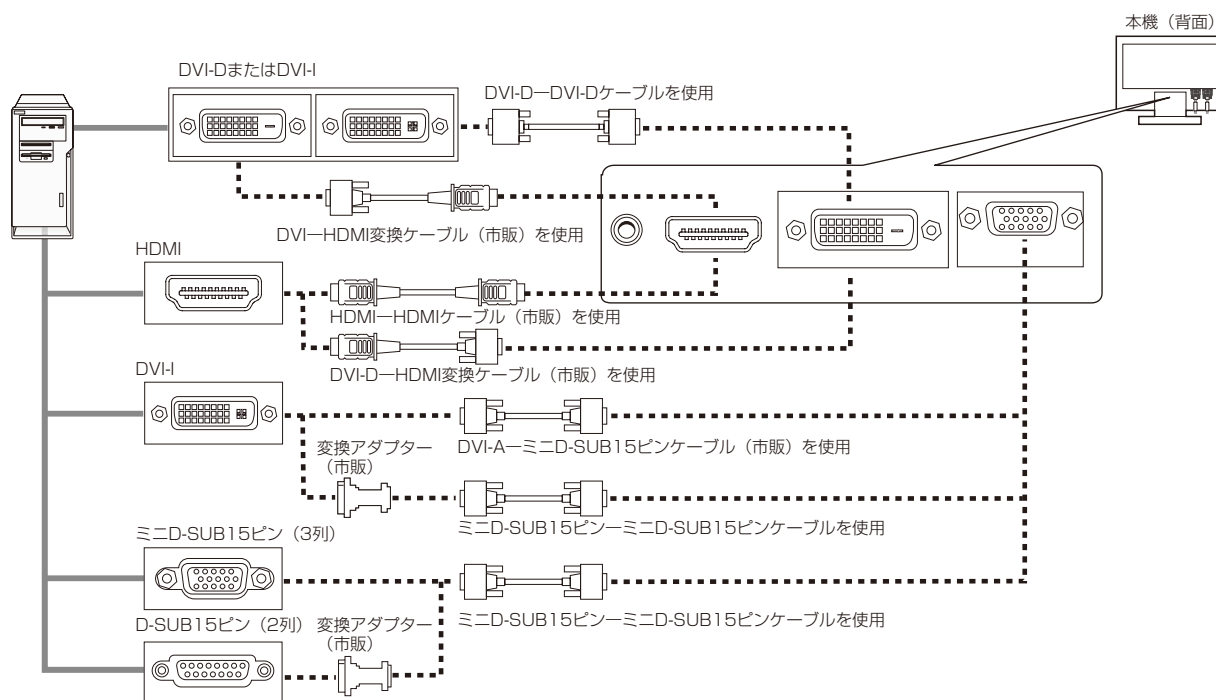 本機（背面）
DVI-DまたはDVI-I
DVI-D―DVI-Dケーブルを使用
DVI―HDMI変換ケーブル（市販）を使用
HDMI
HDMI―HDMIケーブル（市販）を使用
DVI-D―HDMI変換ケーブル（市販）を使用
DVI-I
DVI-A―ミニD-SUB15ピンケーブル（市販）を使用
変換アダプター
（市販）
ミニD-SUB15ピン―ミニD-SUB15ピンケーブルを使用
ミニD-SUB15ピン（3列）
ミニD-SUB15ピン―ミニD-SUB15ピンケーブルを使用
D-SUB15ピン（2列）
変換アダプター
（市販）